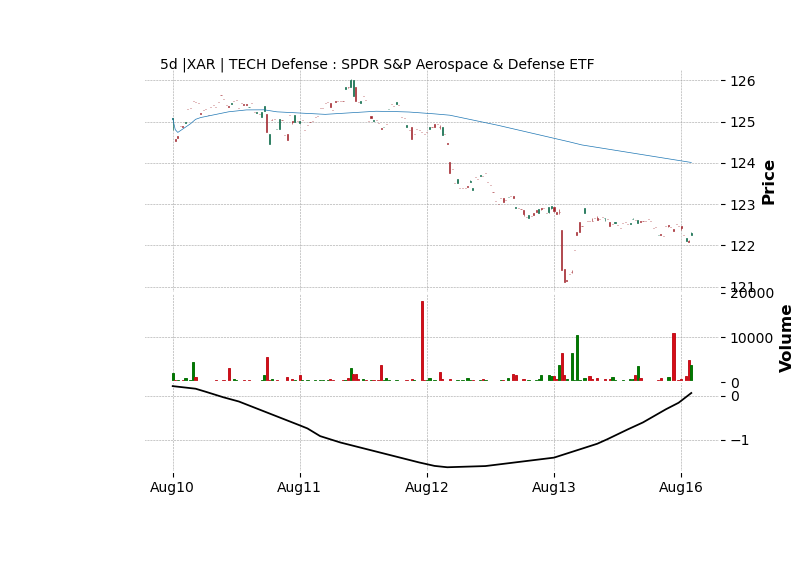 5d |XAR | TECH Defense : SPDR S&P Aerospace & Defense ETF
126
125
124
123
122
121
Price
20000
10000
0
Volume
0
−1
Aug10 Aug11 Aug12 Aug13 Aug16